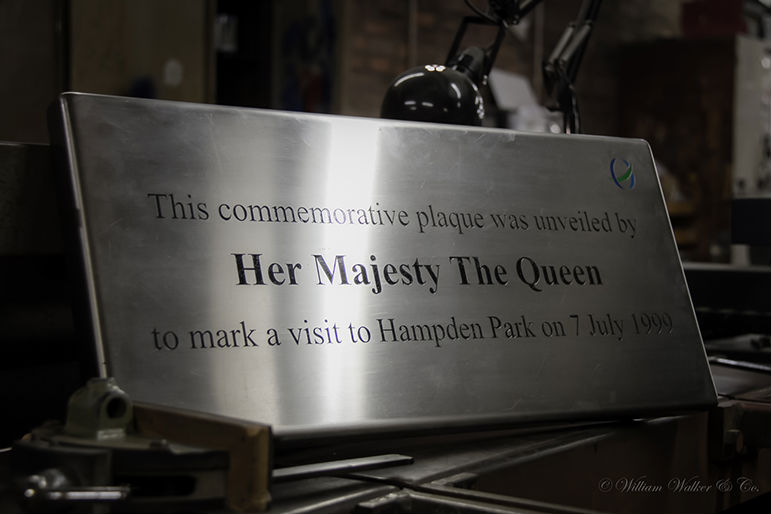 This commemorative plaque was unveiled by
Her Majesty The Queen
to mark a visit to Hampden Park on 7 July 1999
© William Walker & Co.